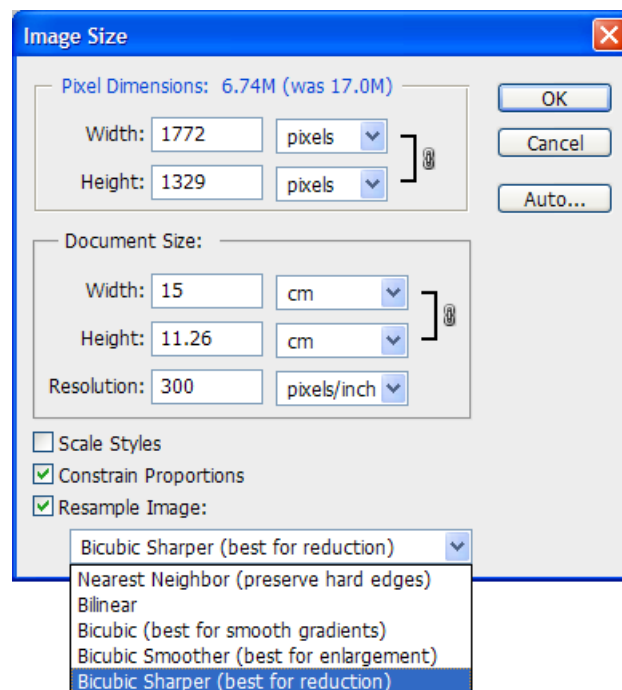 Image Size
Pixel Dimensions: 6.74M (was 17.0M)
OK
Width: 1772 pixels
Cancel
Height: 1329 pixels
Auto...
Document Size:
Width: 15 cm
Height: 11.26 cm
Resolution: 300 pixels/inch
Scale Styles
Constrain Proportions
Resample Image:
Bicubic Sharper (best for reduction)
Nearest Neighbor (preserve hard edges)
Bilinear
Bicubic (best for smooth gradients)
Bicubic Smoother (best for enlargement)
Bicubic Sharper (best for reduction)